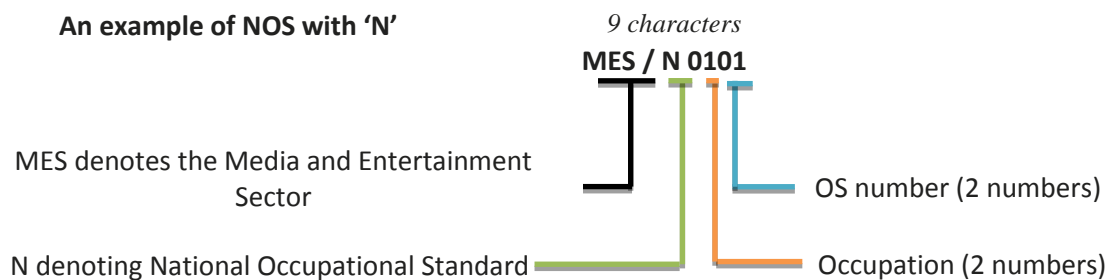 An example of NOS with ‘N’
9 characters
MES / N 0101
MES denotes the Media and Entertainment
Sector
OS number (2 numbers)
N denoting National Occupational Standard
Occupation (2 numbers)